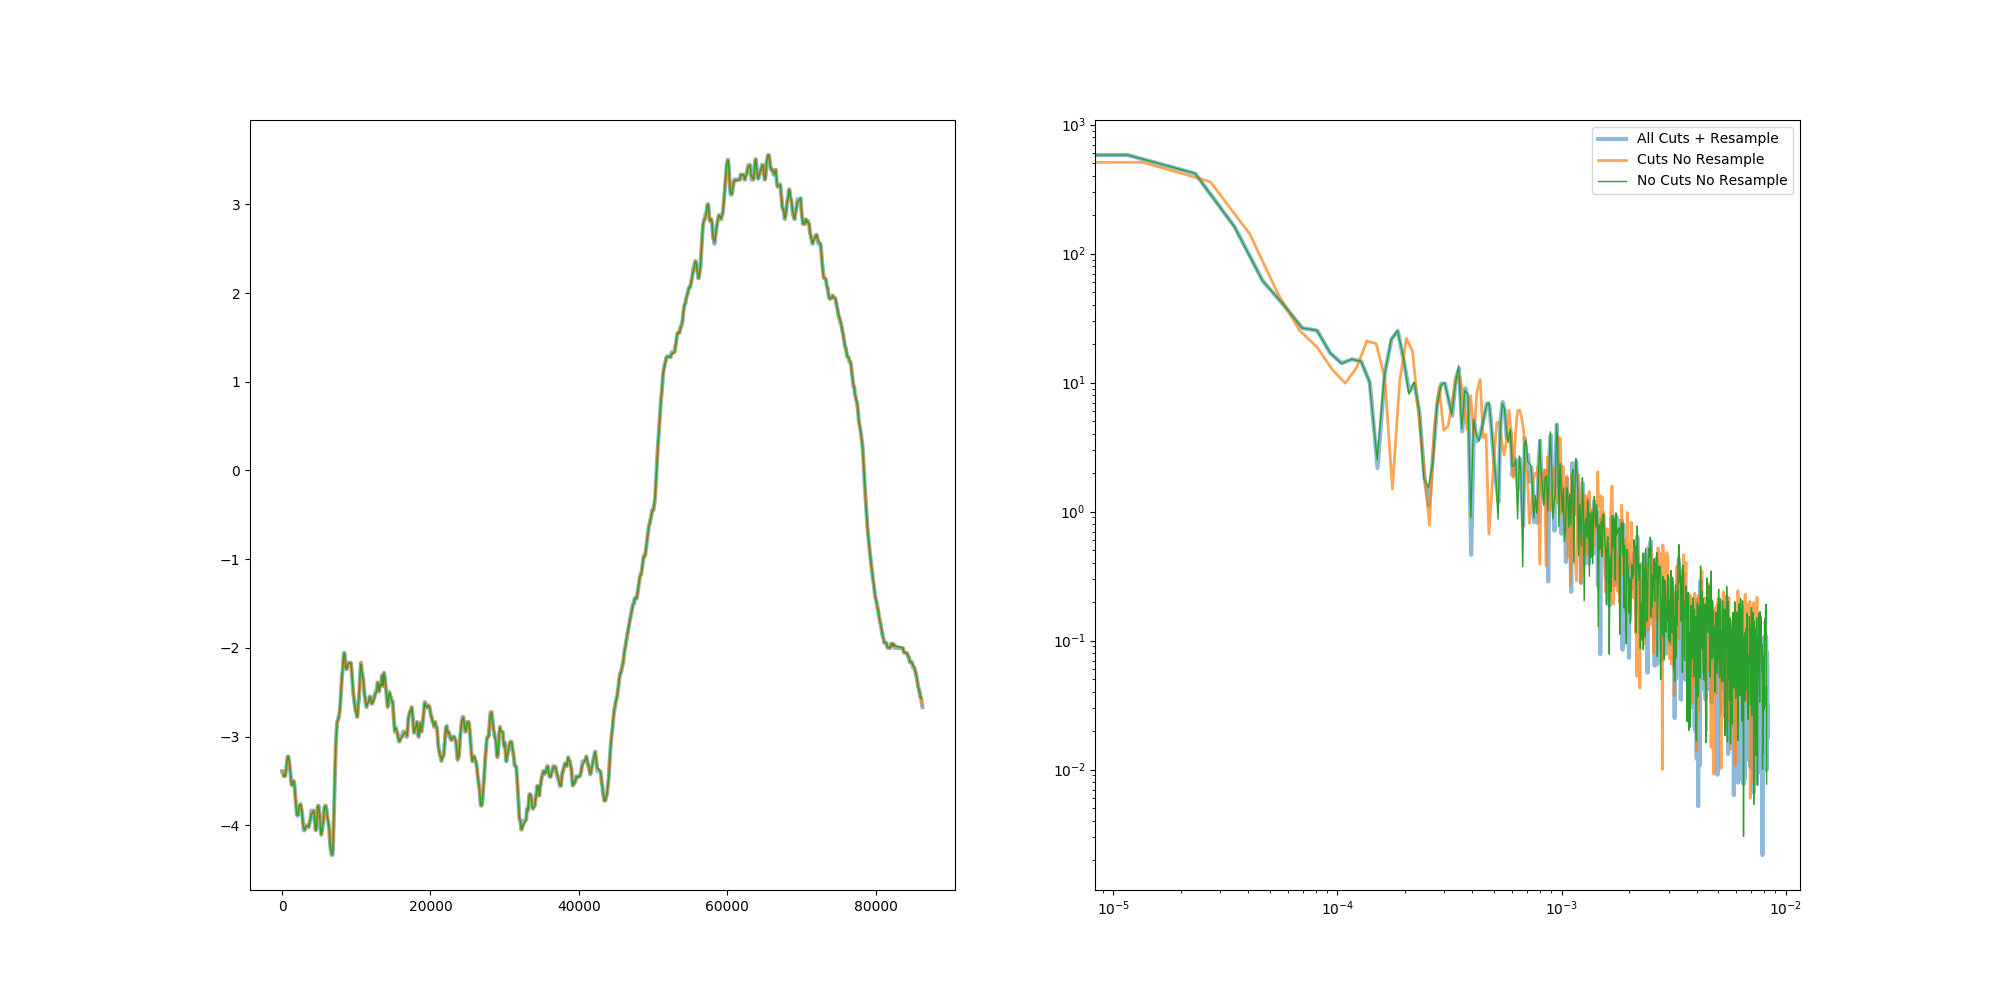 3
2
1
0
−1
−2
−3
−4
0 20000 40000 60000 80000
10³
10²
10¹
10⁰
10⁻¹
10⁻²
10⁻⁵ 10⁻⁴ 10⁻³ 10⁻²
All Cuts + Resample
Cuts No Resample
No Cuts No Resample